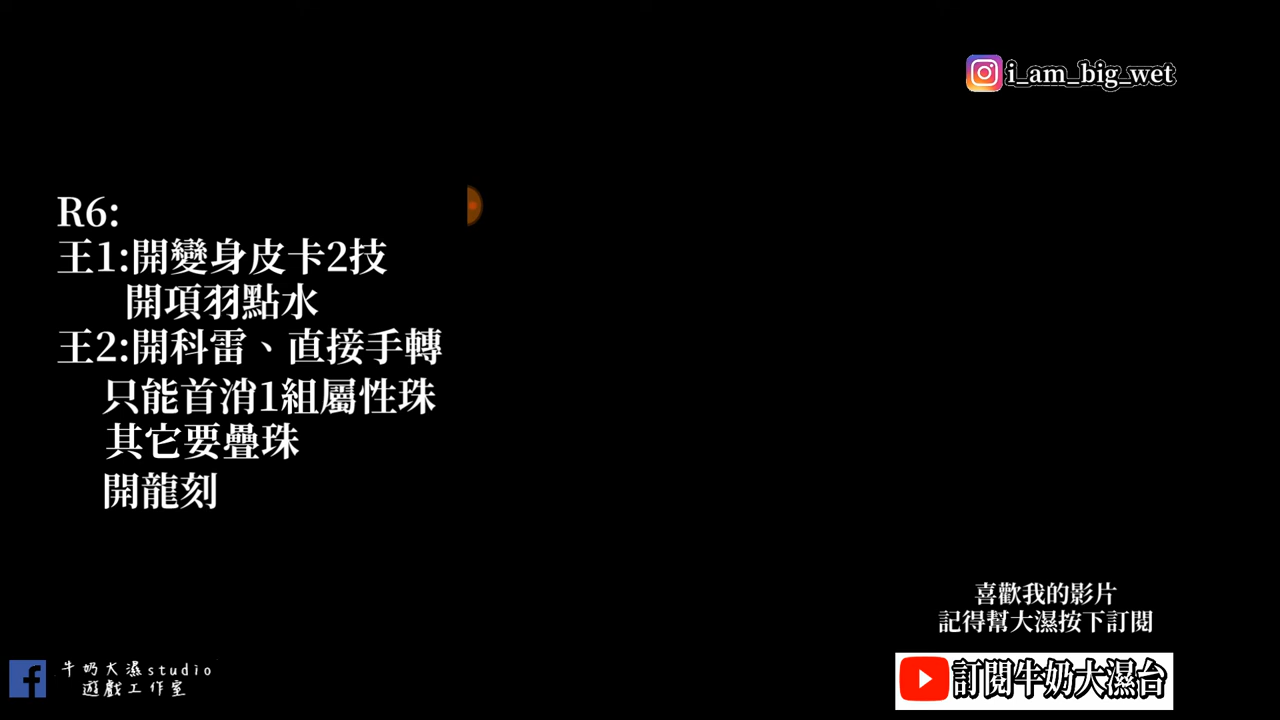 i_am_big_wet
R6:
王1:開變身皮卡2技
開項羽點水
王2:開科雷、直接手轉
只能首消1組屬性珠
其它要疊珠
開龍刻
喜歡我的影片
記得幫大濕按下訂閱
訂閱牛奶大濕台
牛奶大濕studio
遊戲工作室